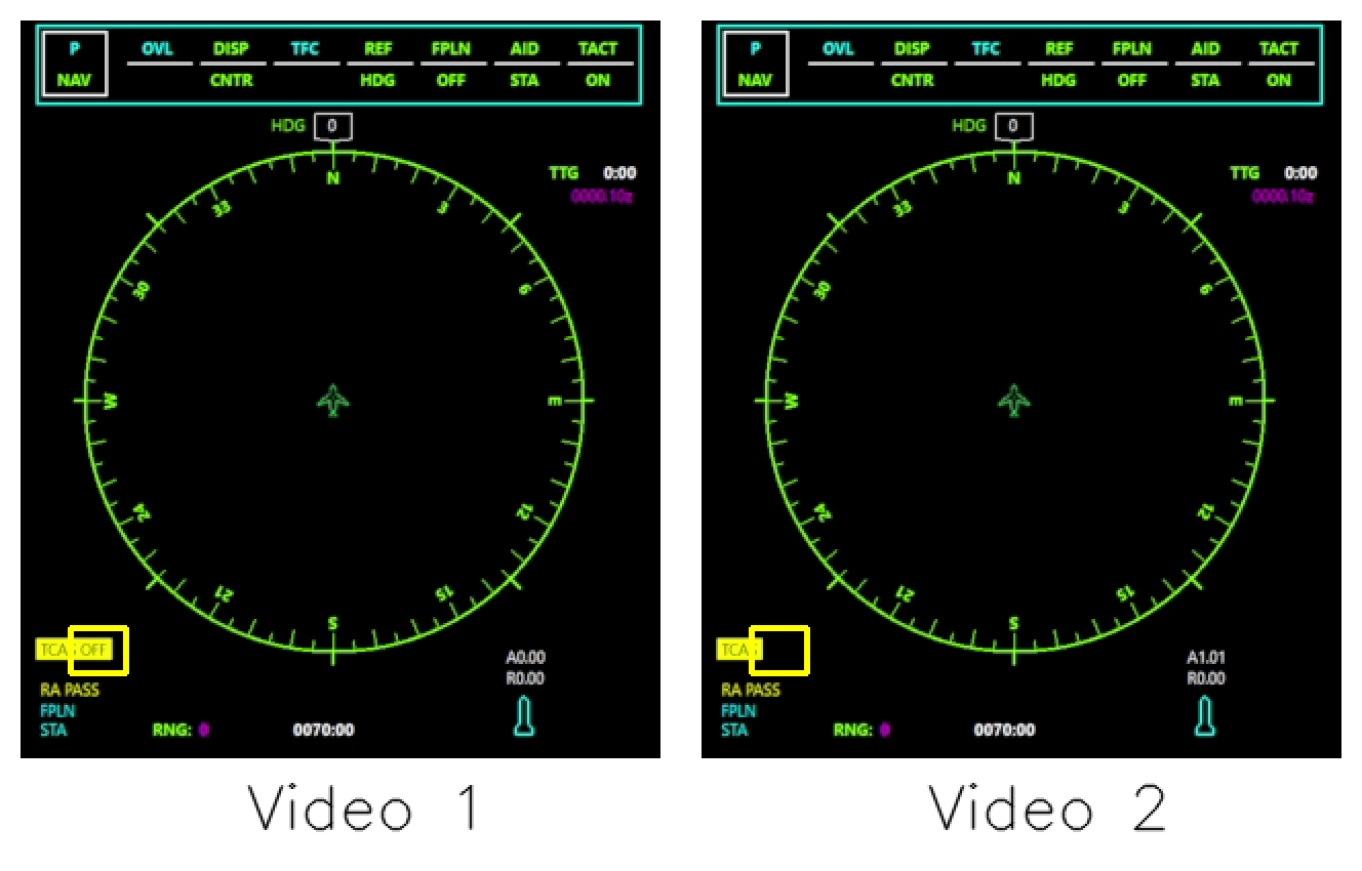 P OVL DISP TFC REF FPLN AID TACT
NAV CNTR HDG OFF STA ON
HDG 0
TTG 0:00
0000.10z
N
33 3
30 6
W E
24 12
21 15
S
TCA OFF
A0.00
R0.00
RA PASS
FPLN
STA
RNG: 0 0070:00
Video 1
P OVL DISP TFC REF FPLN AID TACT
NAV CNTR HDG OFF STA ON
HDG 0
TTG 0:00
0000.10z
N
33 3
30 6
W E
24 12
21 15
S
TCA
A1.01
R0.00
RA PASS
FPLN
STA
RNG: 0 0070:00
Video 2